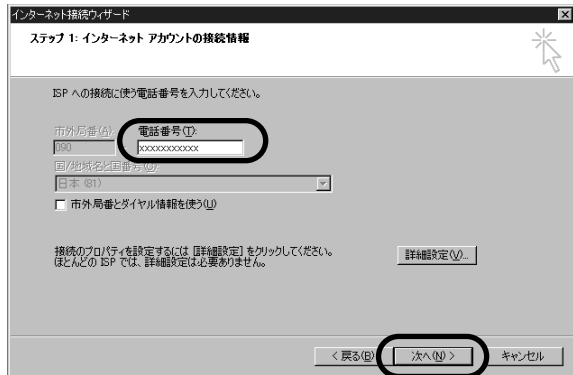 インターネット接続ウィザード
ステップ 1: インターネット アカウントの接続情報
ISP への接続に使う電話番号を入力してください。
市外局番(A): 電話番号(T):
090 xxxxxxxxxxx
国/地域名と国番号(O):
日本 (81)
市外局番とダイヤル情報を使う(U)
接続のプロパティを設定するには [詳細設定] をクリックしてください。
ほとんどの ISP では、詳細設定は必要ありません。
詳細設定(V)...
< 戻る(B) 次へ(N) > キャンセル